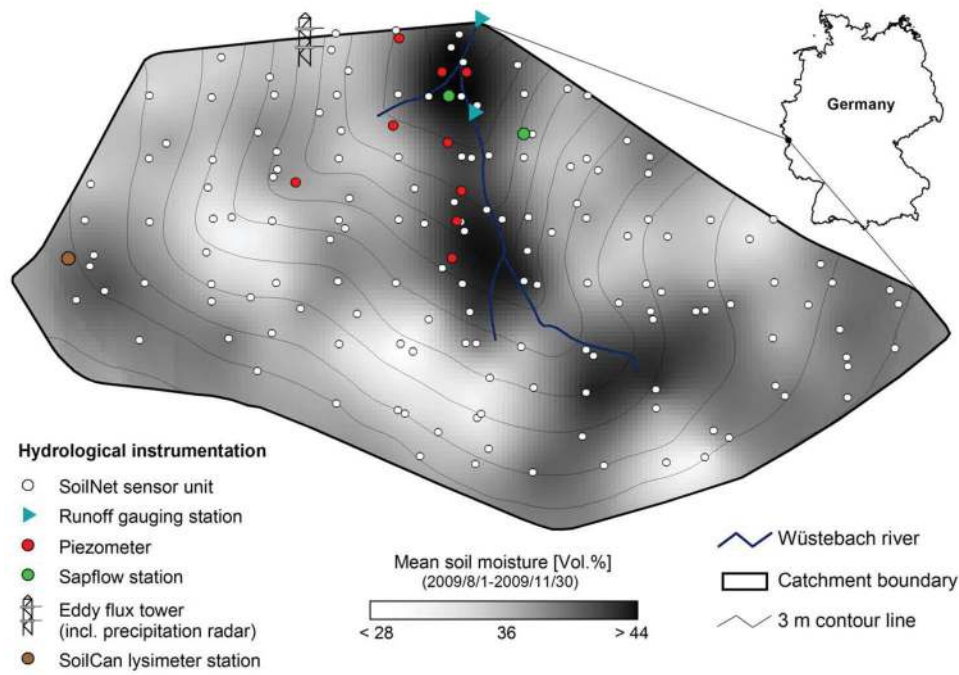 Germany
Hydrological instrumentation
SoilNet sensor unit
Runoff gauging station
Piezometer
Sapflow station
Eddy flux tower
(incl. precipitation radar)
SoilCan lysimeter station
Mean soil moisture [Vol.%]
(2009/8/1-2009/11/30)
< 28 36 > 44
Wüstebach river
Catchment boundary
3 m contour line